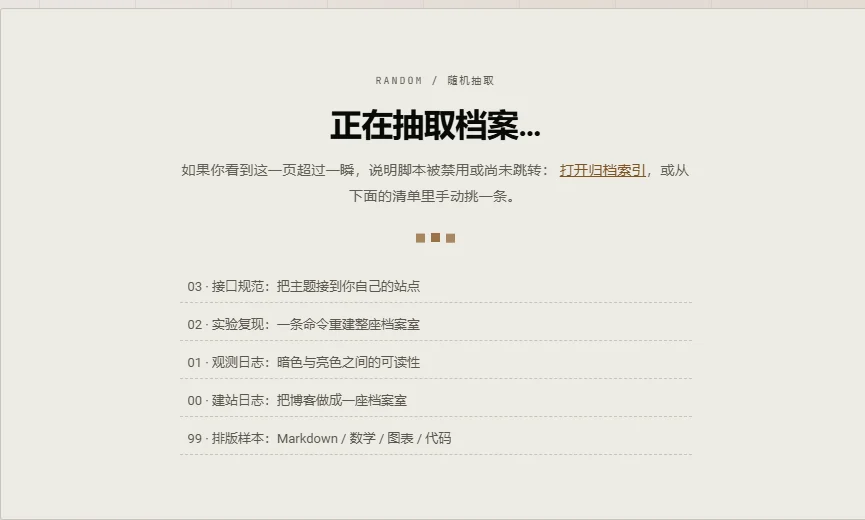 RANDOM / 随机抽取
正在抽取档案...
如果你看到这一页超过一瞬，说明脚本被禁用或尚未跳转： 打开归档索引，或从
下面的清单里手动挑一条。
03 · 接口规范：把主题接到你自己的站点
02 · 实验复现：一条命令重建整座档案室
01 · 观测日志：暗色与亮色之间的可读性
00 · 建站日志：把博客做成一座档案室
99 · 排版样本：Markdown / 数学 / 图表 / 代码